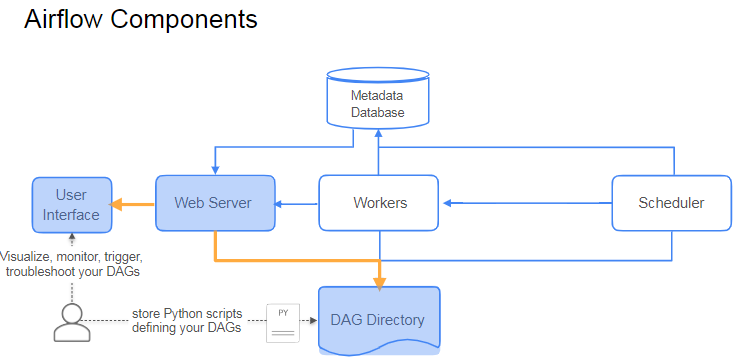 Airflow Components
Metadata
Database
User
Interface
Web Server
Workers
Scheduler
Visualize, monitor, trigger,
troubleshoot your DAGs
store Python scripts
defining your DAGs
PY
DAG Directory